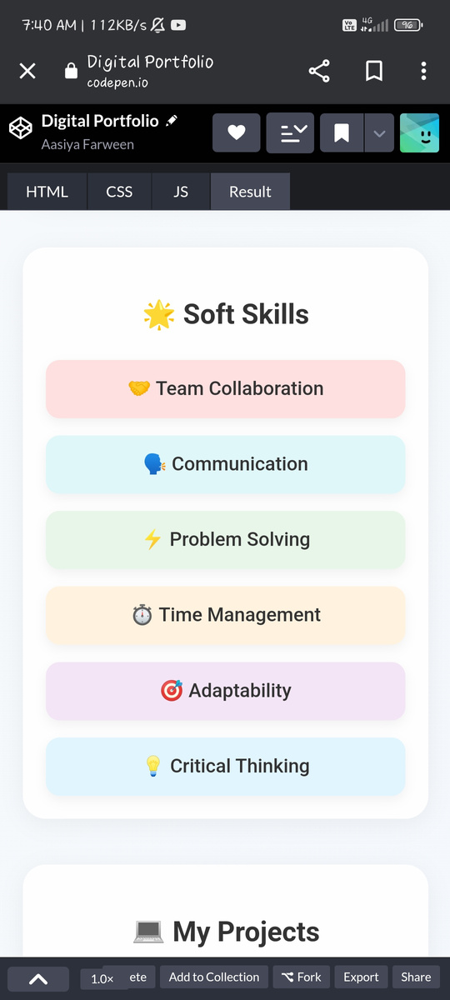 7:40 AM | 112KB/s
Vo LTE 4G 96
Digital Portfolio
codepen.io
Digital Portfolio
Aasiya Farween
HTML CSS JS Result
🌟 Soft Skills
🤝 Team Collaboration
🗣️ Communication
⚡ Problem Solving
⏱️ Time Management
🎯 Adaptability
💡 Critical Thinking
💻 My Projects
1.0× ete Add to Collection Fork Export Share